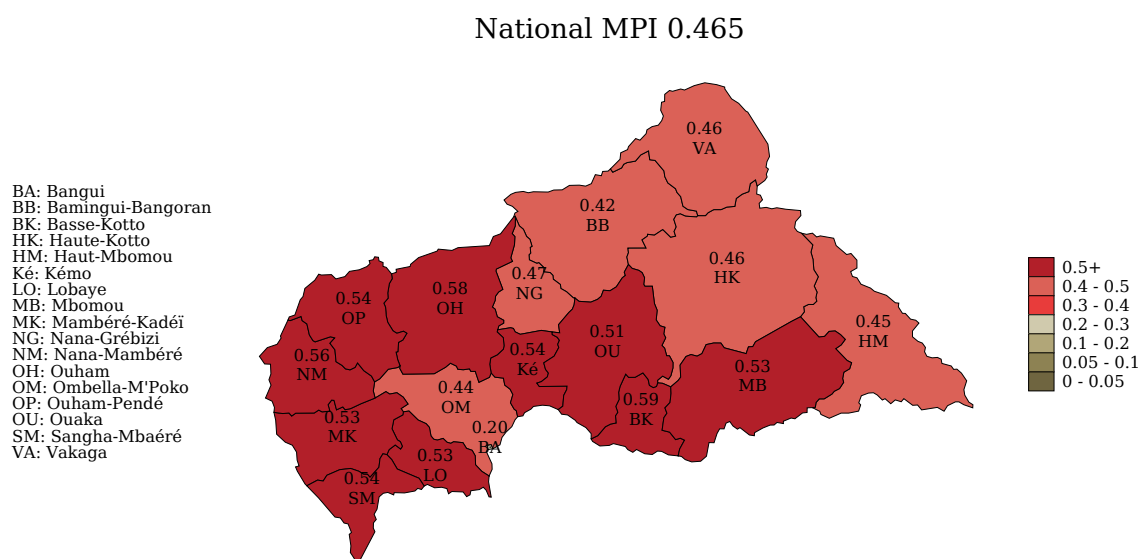 National MPI 0.465
BA: Bangui
BB: Bamingui-Bangoran
BK: Basse-Kotto
HK: Haute-Kotto
HM: Haut-Mbomou
Ké: Kémo
LO: Lobaye
MB: Mbomou
MK: Mambéré-Kadéï
NG: Nana-Grébizi
NM: Nana-Mambéré
OH: Ouham
OM: Ombella-M'Poko
OP: Ouham-Pendé
OU: Ouaka
SM: Sangha-Mbaéré
VA: Vakaga
0.46
VA
0.42
BB
0.46
HK
0.47
NG
0.58
OH
0.54
OP
0.45
HM
0.51
OU
0.54
Ké
0.56
NM
0.53
MB
0.44
OM
0.59
BK
0.53
MK
0.20
BA
0.53
LO
0.54
SM
0.5+
0.4 - 0.5
0.3 - 0.4
0.2 - 0.3
0.1 - 0.2
0.05 - 0.1
0 - 0.05